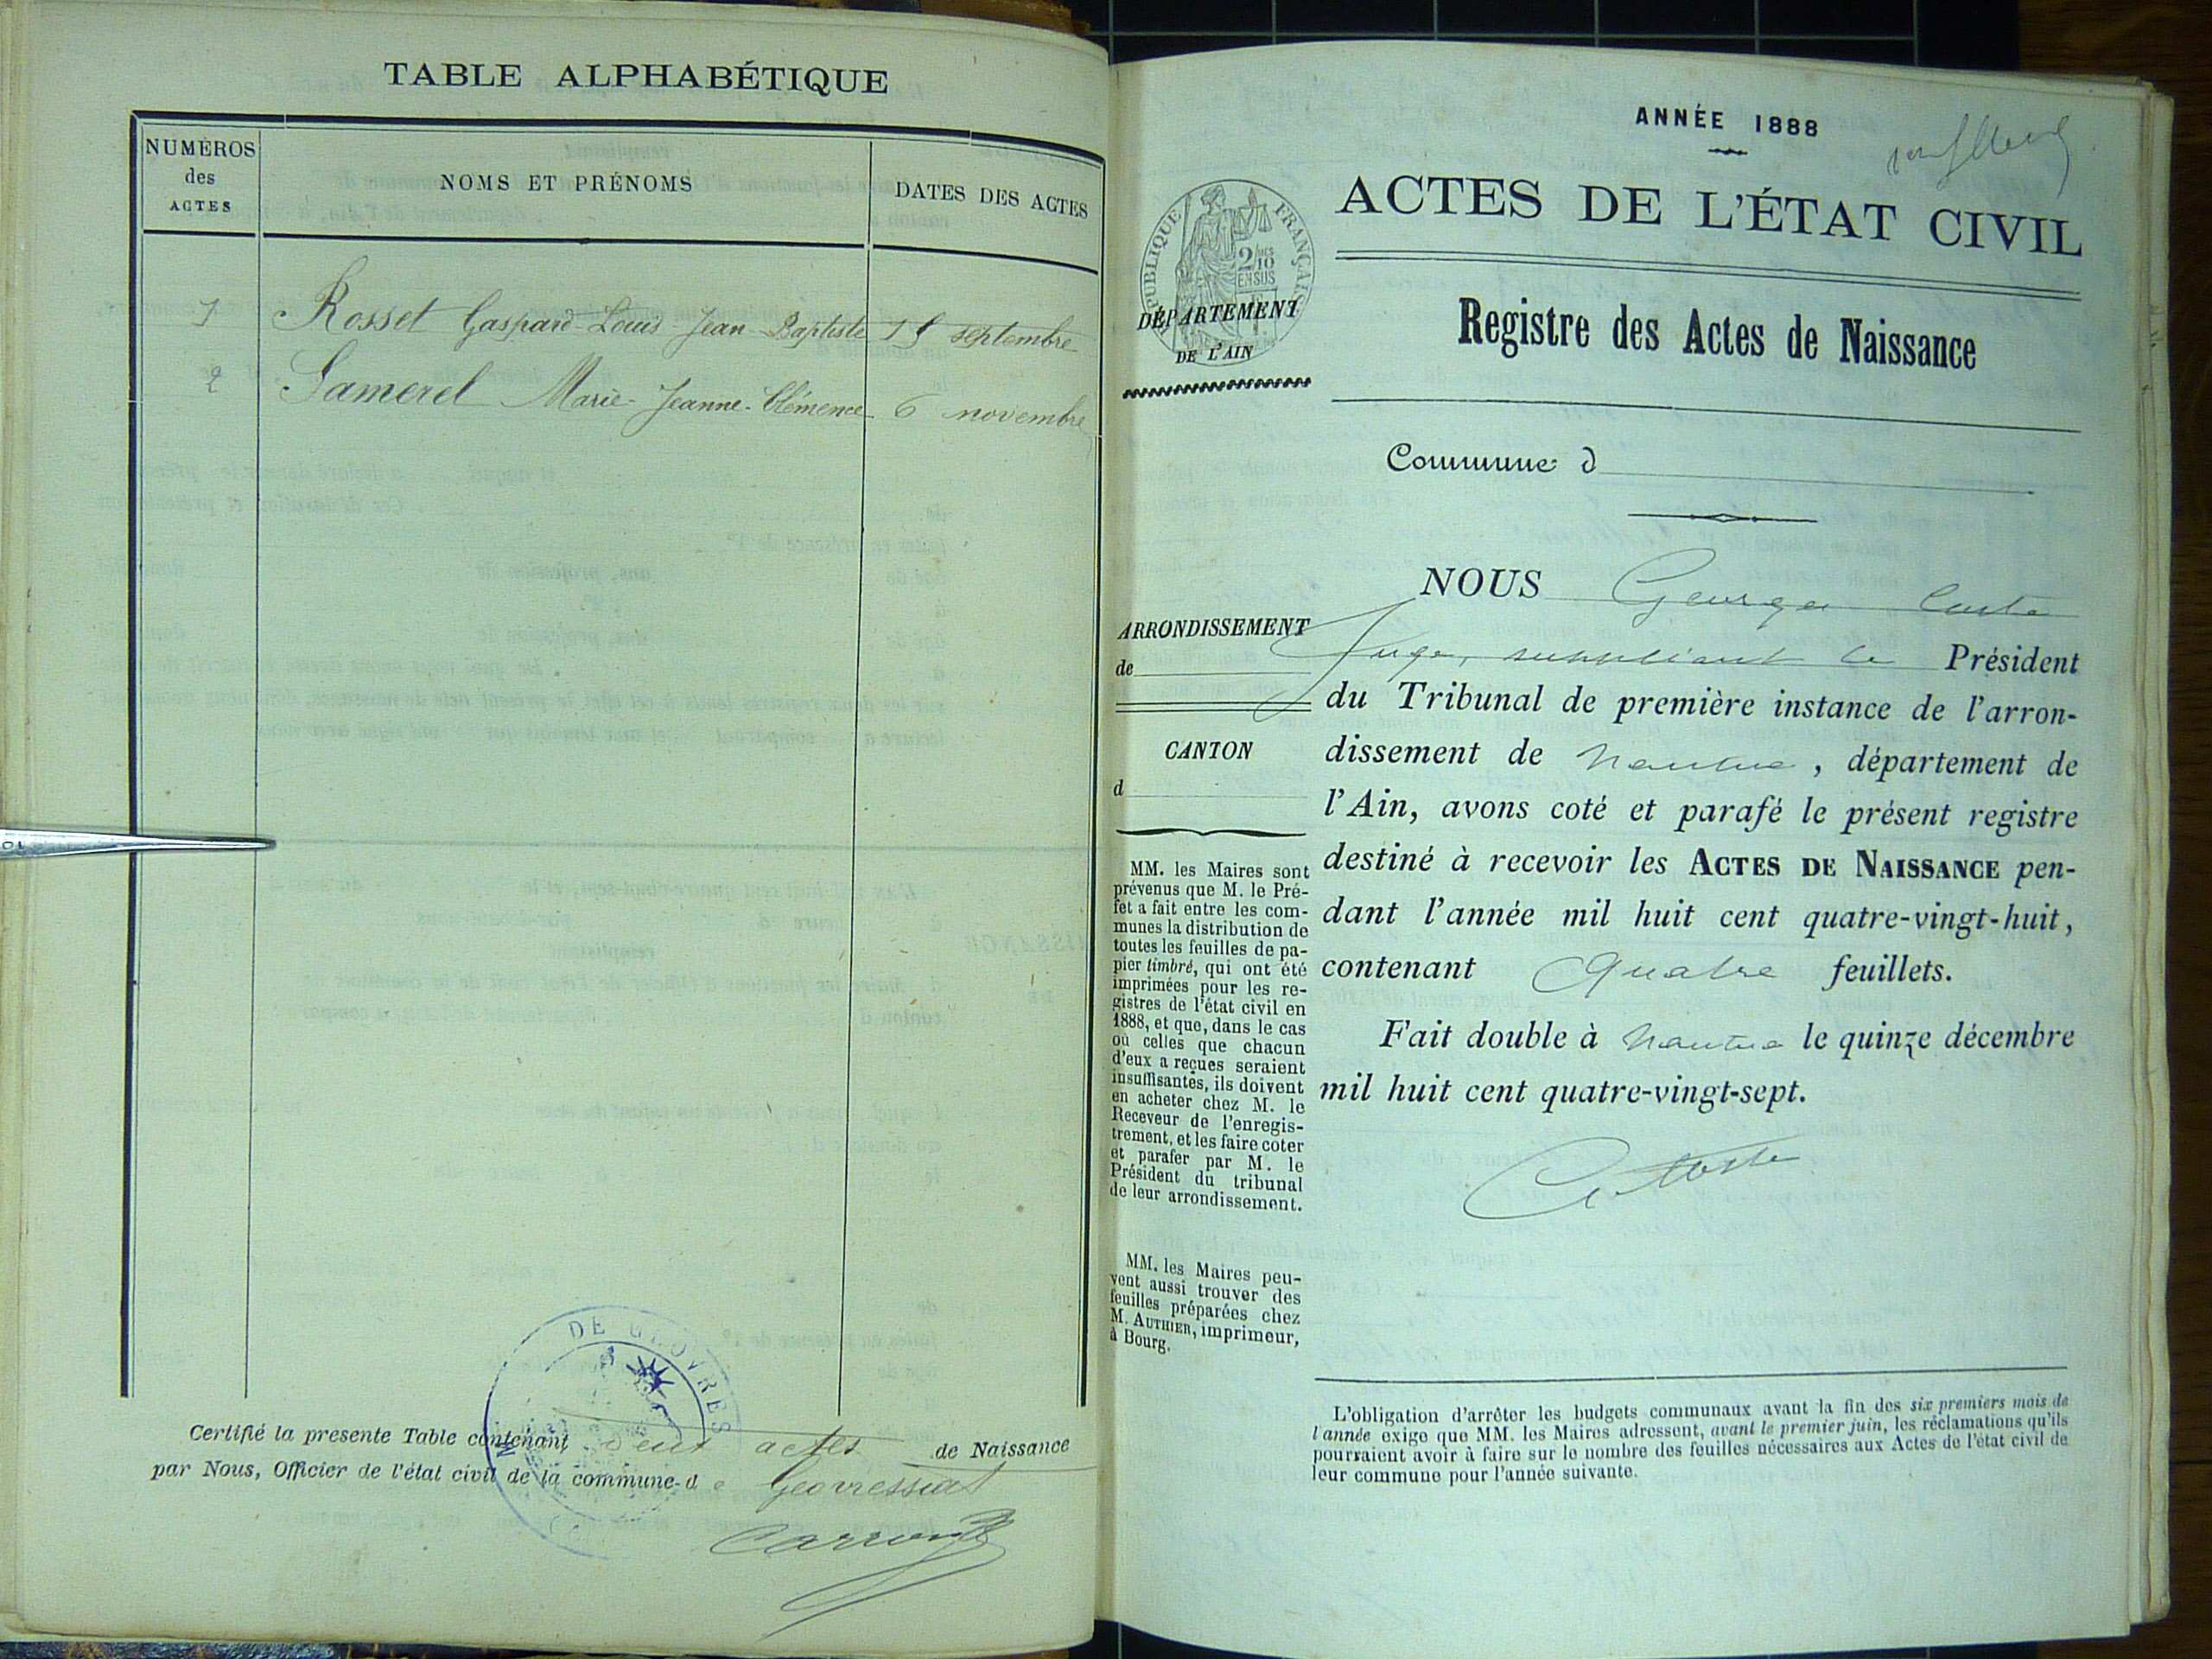 TABLE ALPHABÉTIQUE
NUMÉROS
des
ACTES
NOMS ET PRÉNOMS
DATES DES ACTES
1 Rosset Gaspard-Louis-Jean-Baptiste septembre
2 Samerel Marie-Jeanne-Clémence 6 novembre
Certifié la presente Table contenant deux actes de Naissance
par Nous, Officier de l'état civil de la commune d e Géovressiat
ANNÉE 1888
RÉPUBLIQUE FRANÇAISE
DÉPARTEMENT
DE L'AIN
ACTES DE L'ÉTAT CIVIL
Registre des Actes de Naissance
Commune d
ARRONDISSEMENT
de
CANTON
d
MM. les Maires sont
prévenus que M. le Pré-
fet a fait entre les com-
munes la distribution de
toutes les feuilles de pa-
pier timbré, qui ont été
imprimées pour les re-
gistres de l'état civil en
1888, et que, dans le cas
où celles que chacun
d'eux a reçues seraient
insuffisantes, ils doivent
en acheter chez M. le
Receveur de l'enregis-
trement, et les faire coter
et parafer par M. le
Président du tribunal
de leur arrondissement.
MM. les Maires peu-
vent aussi trouver des
feuilles préparées chez
M. AUTHIER, imprimeur,
à Bourg.
NOUS Georges Coste
Juge, suppléant le Président
du Tribunal de première instance de l'arron-
dissement de Nantua, département de
l'Ain, avons coté et parafé le présent registre
destiné à recevoir les ACTES DE NAISSANCE pen-
dant l'année mil huit cent quatre-vingt-huit,
contenant Quatre feuillets.
Fait double à Nantua le quinze décembre
mil huit cent quatre-vingt-sept.
L'obligation d'arrêter les budgets communaux avant la fin des six premiers mois de
l'année exige que MM. les Maires adressent, avant le premier juin, les réclamations qu'ils
pourraient avoir à faire sur le nombre des feuilles nécessaires aux Actes de l'état civil de
leur commune pour l'année suivante.